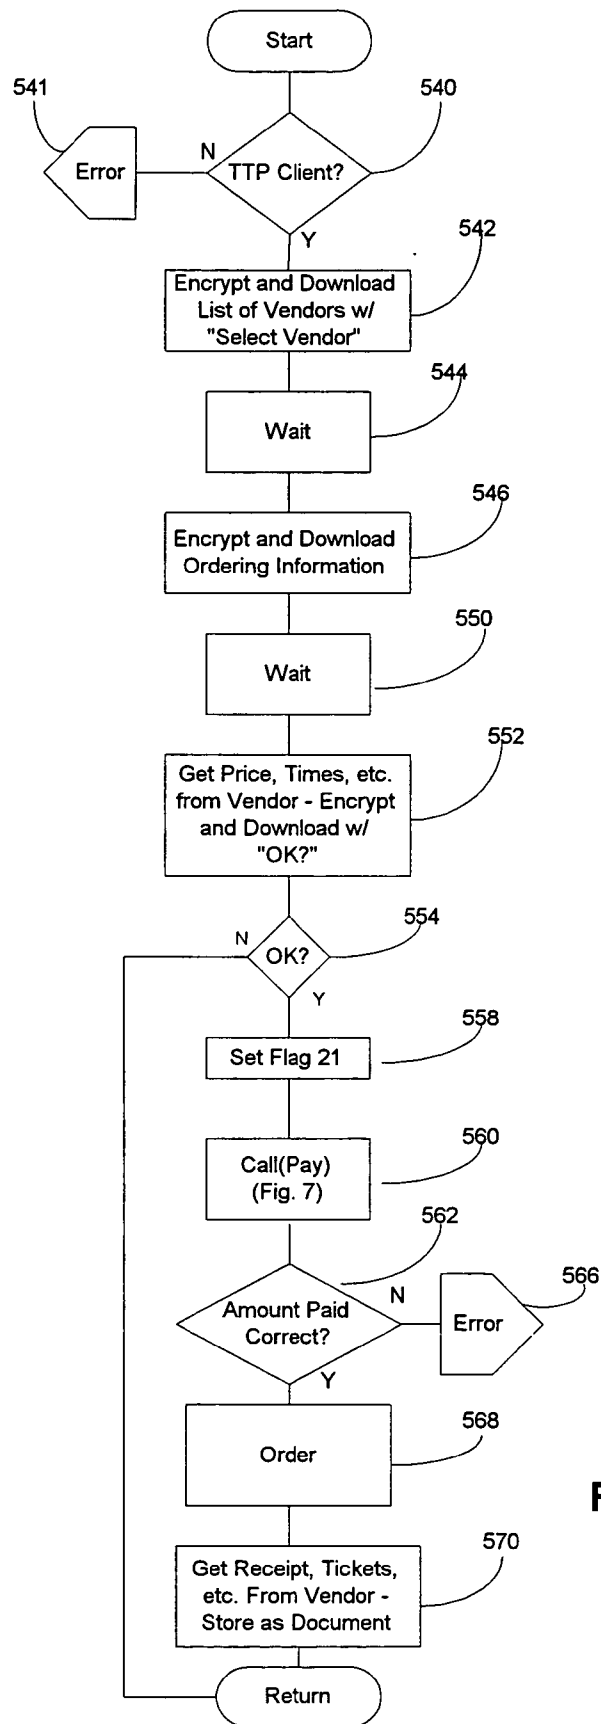 Start
541
540
N
Error
TTP Client?
Y
542
Encrypt and Download
List of Vendors w/
"Select Vendor"
544
Wait
546
Encrypt and Download
Ordering Information
550
Wait
552
Get Price, Times, etc.
from Vendor - Encrypt
and Download w/
"OK?"
554
N
OK?
Y
558
Set Flag 21
560
Call(Pay)
(Fig. 7)
562
566
N
Amount Paid
Correct?
Error
Y
568
Order
F
570
Get Receipt, Tickets,
etc. From Vendor -
Store as Document
Return